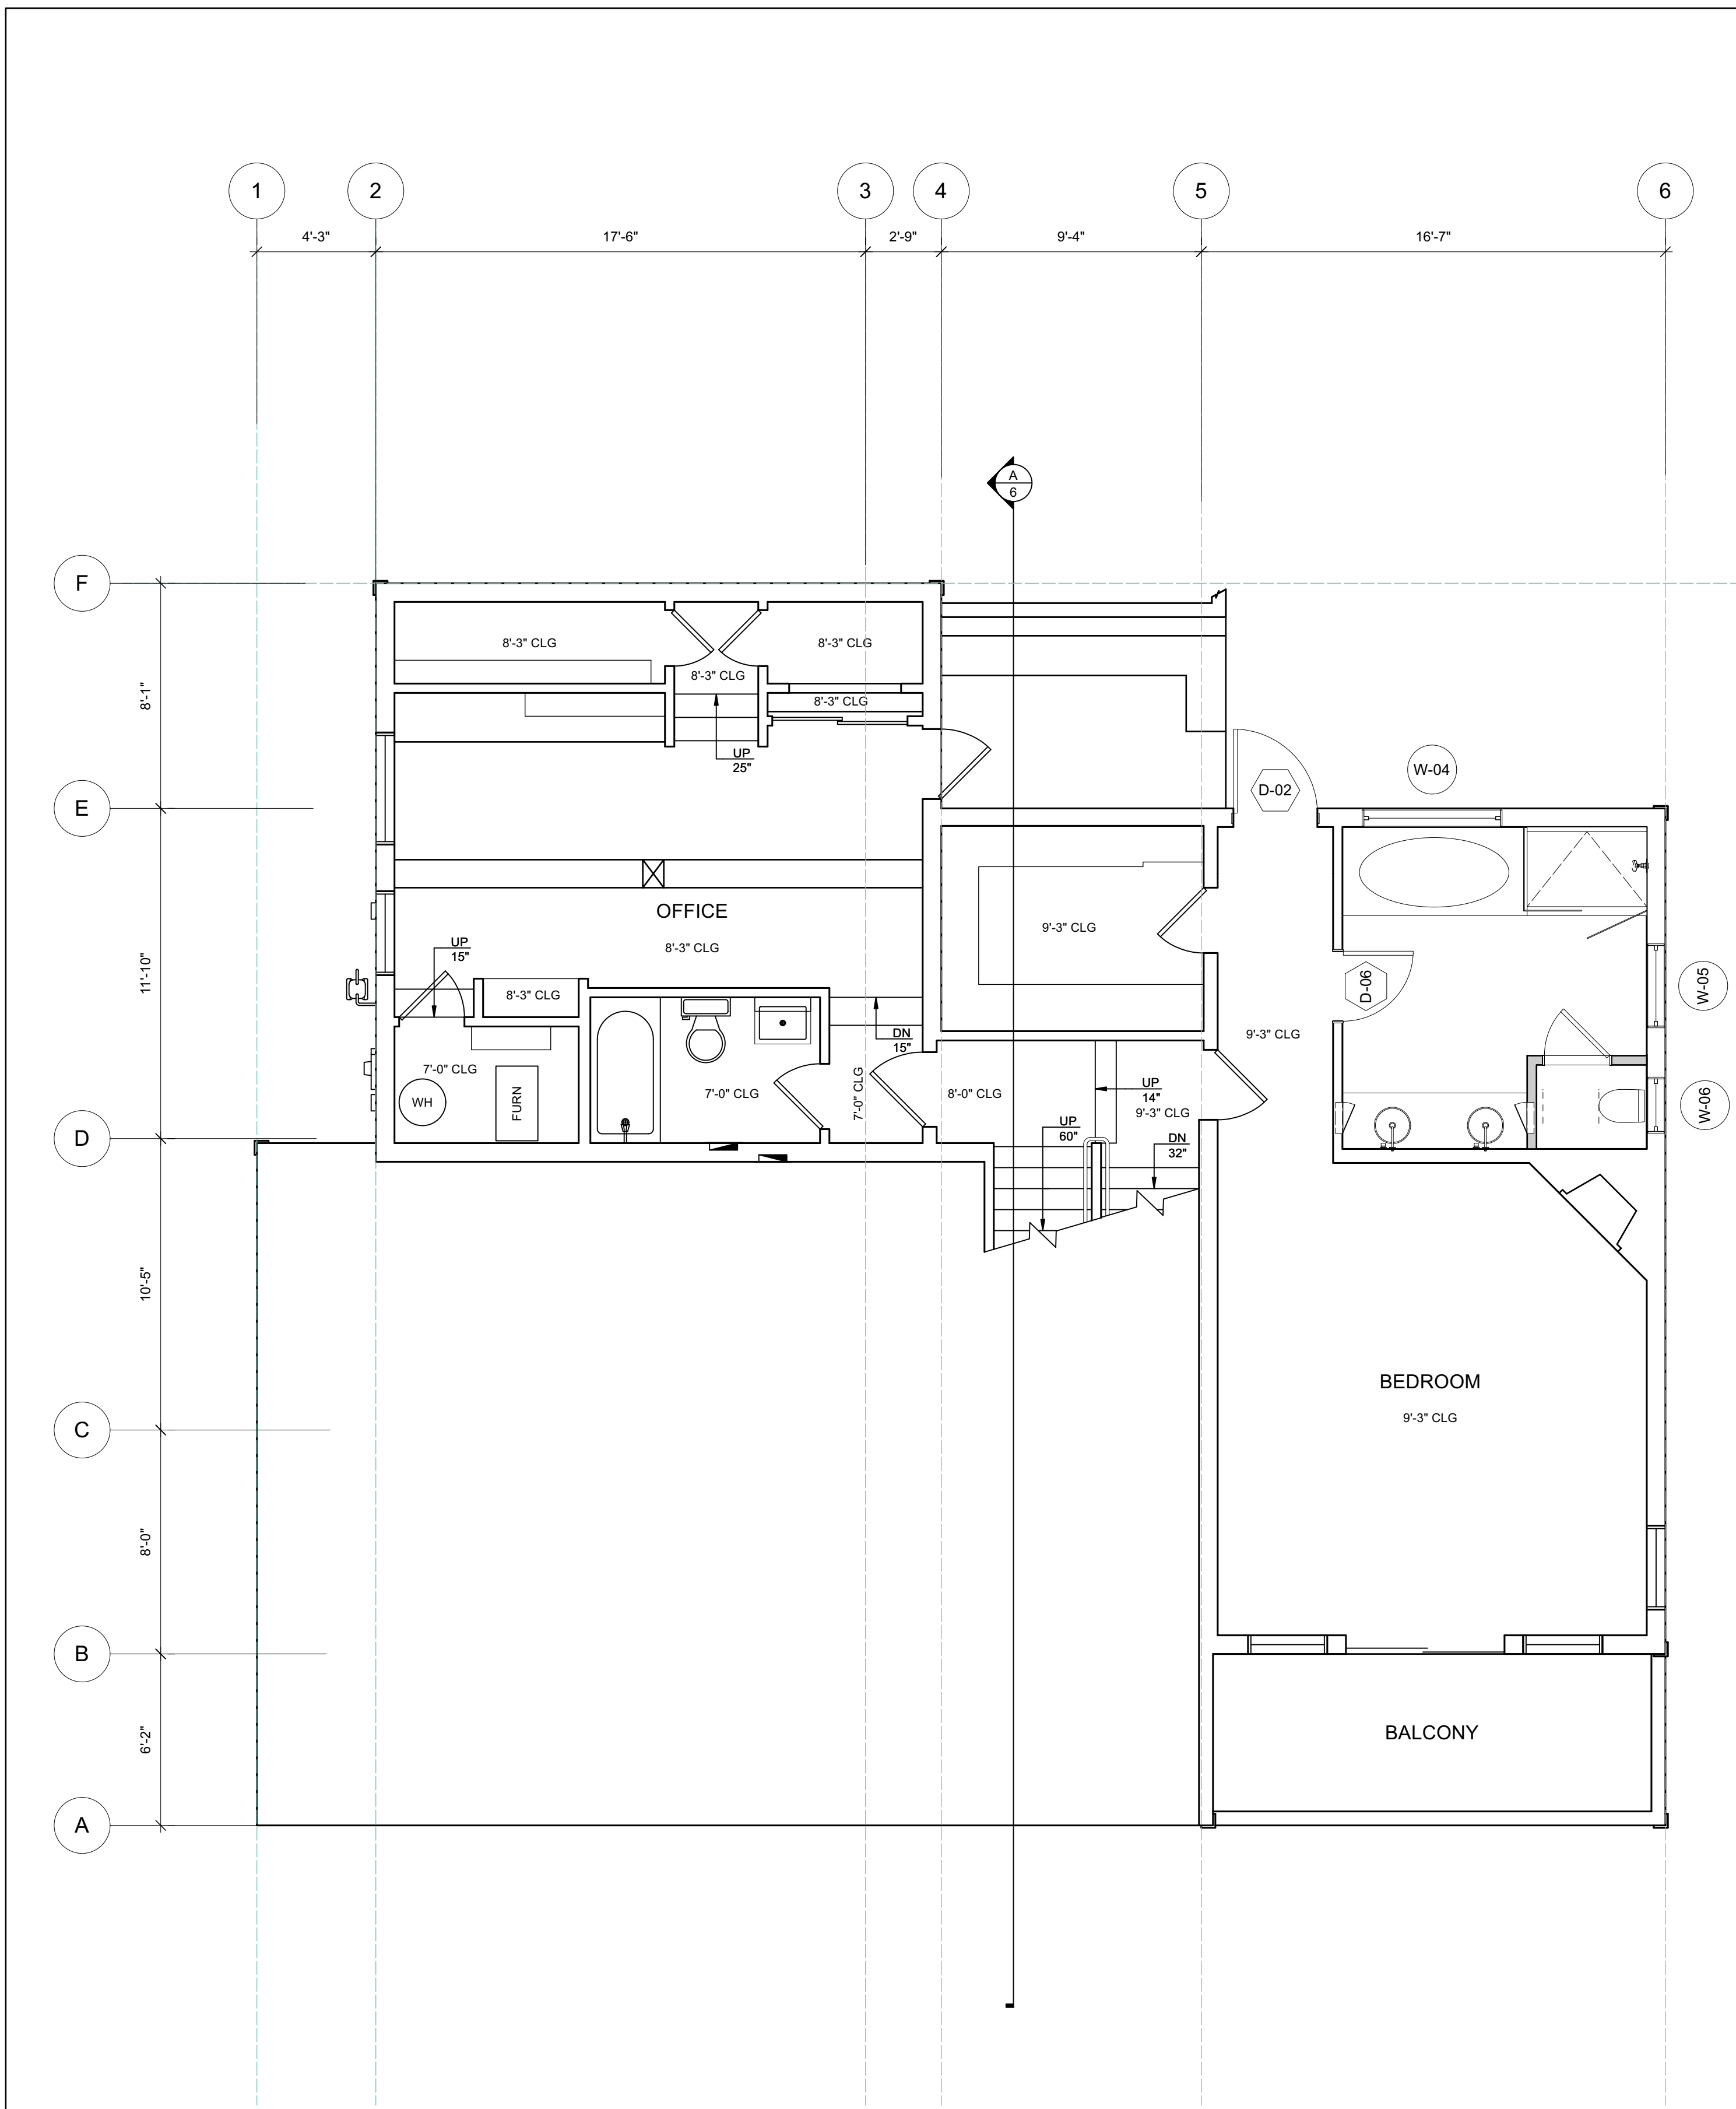 1
2
3
4
5
6
4'-3"
17'-6"
2'-9"
9'-4"
16'-7"
A
6
F
8'-1"
8'-3" CLG
8'-3" CLG
8'-3" CLG
8'-3" CLG
UP
25"
W-04
D-02
E
OFFICE
8'-3" CLG
9'-3" CLG
UP
15"
11'-10"
8'-3" CLG
D-06
W-05
DN
15"
9'-3" CLG
7'-0" CLG
WH
FURN
7'-0" CLG
7'-0" CLG
8'-0" CLG
UP
14"
9'-3" CLG
W-06
UP
60"
DN
32"
D
10'-5"
BEDROOM
9'-3" CLG
C
8'-0"
B
6'-2"
BALCONY
A